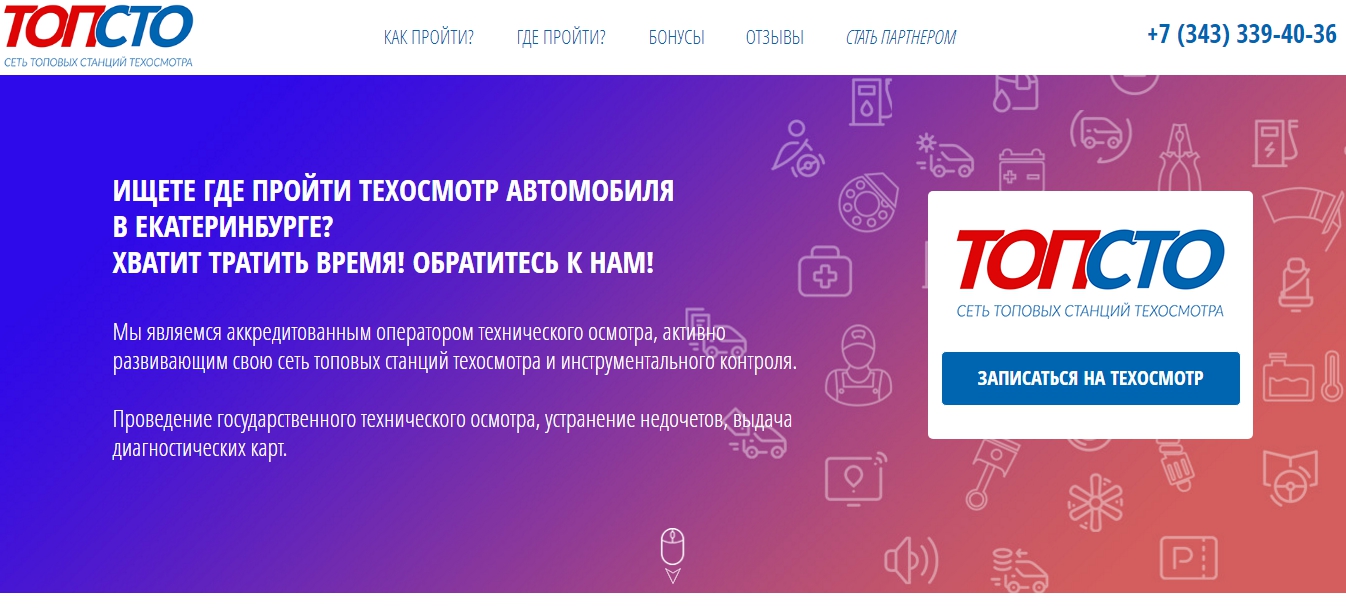 ТОПСТО
СЕТЬ ТОПОВЫХ СТАНЦИЙ ТЕХОСМОТРА
КАК ПРОЙТИ?
ГДЕ ПРОЙТИ?
БОНУСЫ
ОТЗЫВЫ
СТАТЬ ПАРТНЕРОМ
+7 (343) 339-40-36
ИЩЕТЕ ГДЕ ПРОЙТИ ТЕХОСМОТР АВТОМОБИЛЯ
В ЕКАТЕРИНБУРГЕ?
ХВАТИТ ТРАТИТЬ ВРЕМЯ! ОБРАТИТЕСЬ К НАМ!
Мы являемся аккредитованным оператором технического осмотра, активно
развивающим свою сеть топовых станций техосмотра и инструментального контроля.
Проведение государственного технического осмотра, устранение недочетов, выдача
диагностических карт.
ТОПСТО
СЕТЬ ТОПОВЫХ СТАНЦИЙ ТЕХОСМОТРА
ЗАПИСАТЬСЯ НА ТЕХОСМОТР
P